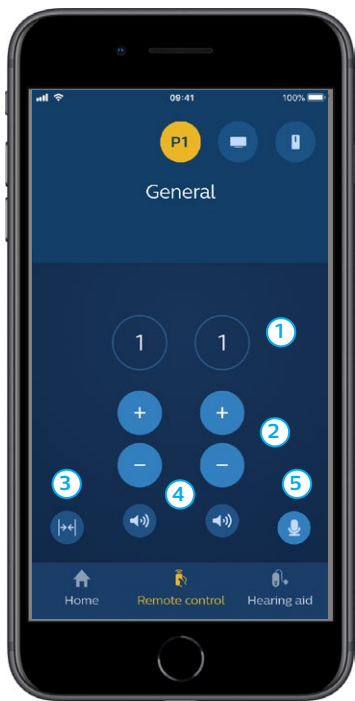 09:41 100%
P1
General
1 1 1
+ + 2
− −
3 4 5
Home Remote control Hearing aid